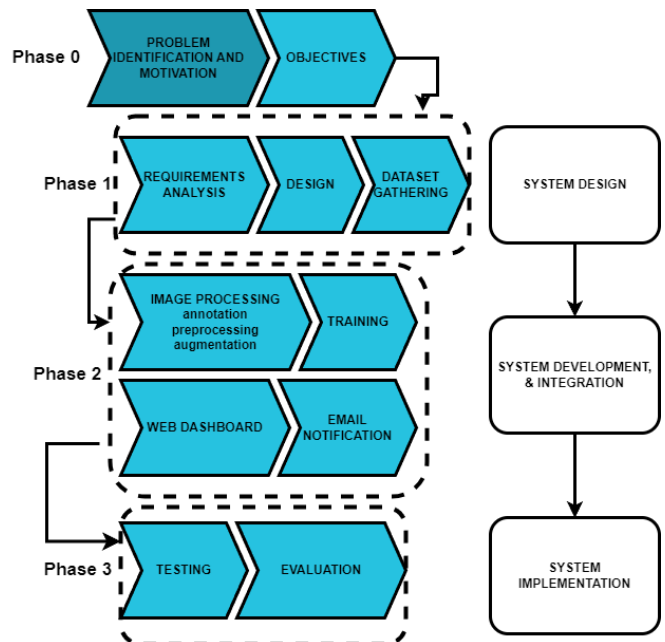 Phase 0
PROBLEM
IDENTIFICATION AND
MOTIVATION
OBJECTIVES
Phase 1
REQUIREMENTS
ANALYSIS
DESIGN
DATASET
GATHERING
SYSTEM DESIGN
Phase 2
IMAGE PROCESSING
annotation
preprocessing
augmentation
TRAINING
WEB DASHBOARD
EMAIL
NOTIFICATION
SYSTEM DEVELOPMENT,
& INTEGRATION
Phase 3
TESTING
EVALUATION
SYSTEM
IMPLEMENTATION